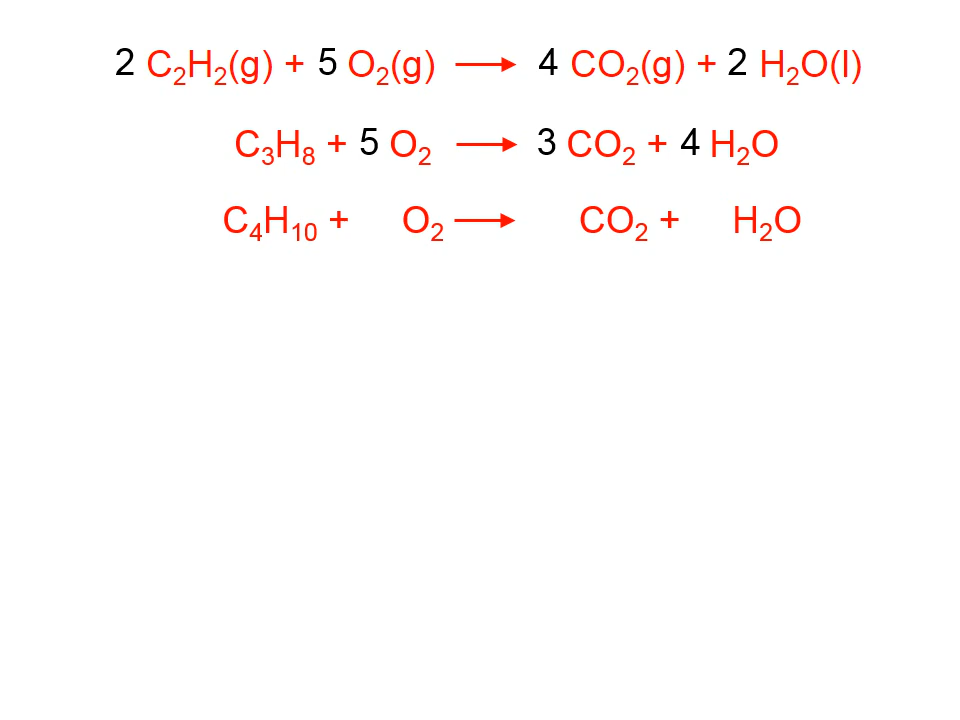 2 C₂H₂(g) + 5 O₂(g) ⟶ 4 CO₂(g) + 2 H₂O(l)
C₃H₈ + 5 O₂ ⟶ 3 CO₂ + 4 H₂O
C₄H₁₀ + O₂ ⟶ CO₂ + H₂O